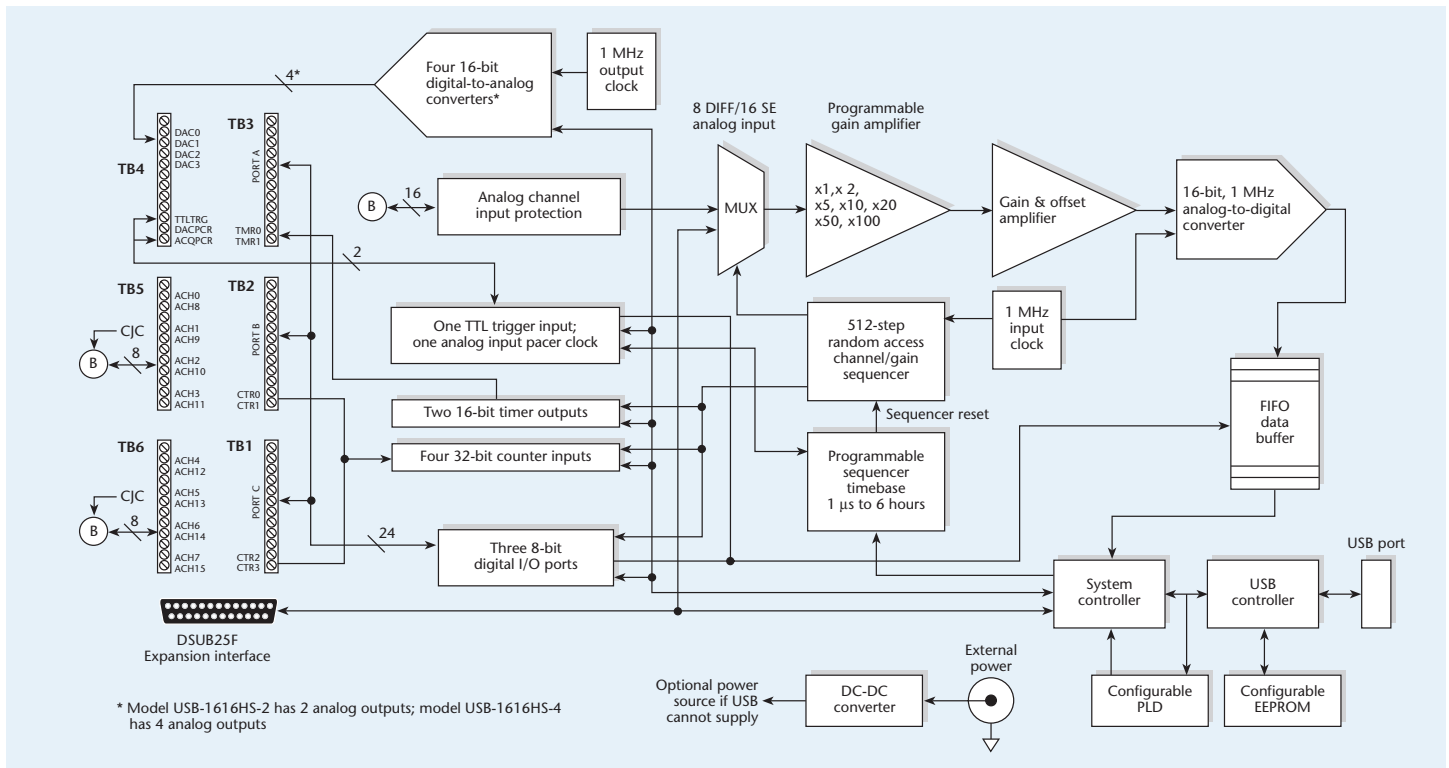 4*
Four 16-bit
digital-to-analog
converters*
1 MHz
output
clock
TB4
DAC0
DAC1
DAC2
DAC3
TTLTRG
DACPCR
ACQPCR
TB3
PORT A
TMR0
TMR1
B
16
Analog channel
input protection
8 DIFF/16 SE
analog input
MUX
Programmable
gain amplifier
x1,x 2,
x5, x10, x20
x50, x100
Gain & offset
amplifier
16-bit, 1 MHz
analog-to-digital
converter
2
TB5
ACH0
ACH8
ACH1
ACH9
ACH2
ACH10
ACH3
ACH11
CJC
B
8
TB2
PORT B
CTR0
CTR1
One TTL trigger input;
one analog input pacer clock
512-step
random access
channel/gain
sequencer
1 MHz
input
clock
Two 16-bit timer outputs
Sequencer reset
Four 32-bit counter inputs
Programmable
sequencer
timebase
1 µs to 6 hours
FIFO
data
buffer
TB6
ACH4
ACH12
ACH5
ACH13
ACH6
ACH14
ACH7
ACH15
CJC
B
8
TB1
PORT C
CTR2
CTR3
24
Three 8-bit
digital I/O ports
System
controller
USB
controller
USB port
DSUB25F
Expansion interface
Optional power
source if USB
cannot supply
DC-DC
converter
External
power
Configurable
PLD
Configurable
EEPROM
* Model USB-1616HS-2 has 2 analog outputs; model USB-1616HS-4
has 4 analog outputs